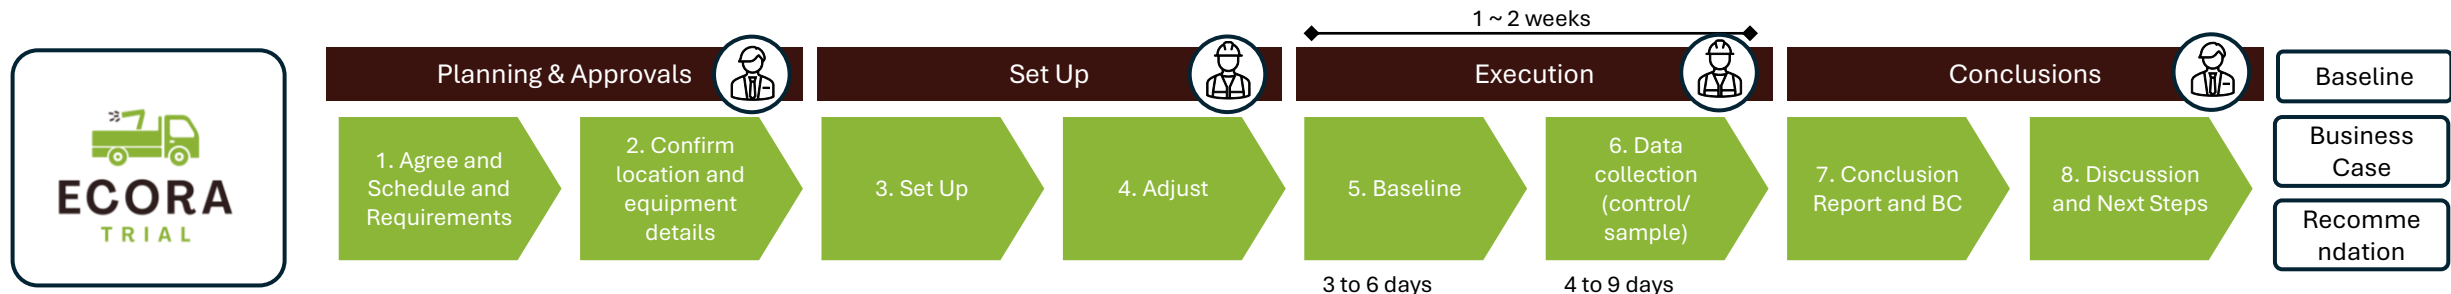 1 ~ 2 weeks
Planning & Approvals
Set Up
Execution
Conclusions
ECORA
TRIAL
1. Agree and
Schedule and
Requirements
2. Confirm
location and
equipment
details
3. Set Up
4. Adjust
5. Baseline
6. Data
collection
(control/
sample)
7. Conclusion
Report and BC
8. Discussion
and Next Steps
Baseline
Business
Case
Recomme
ndation
3 to 6 days
4 to 9 days